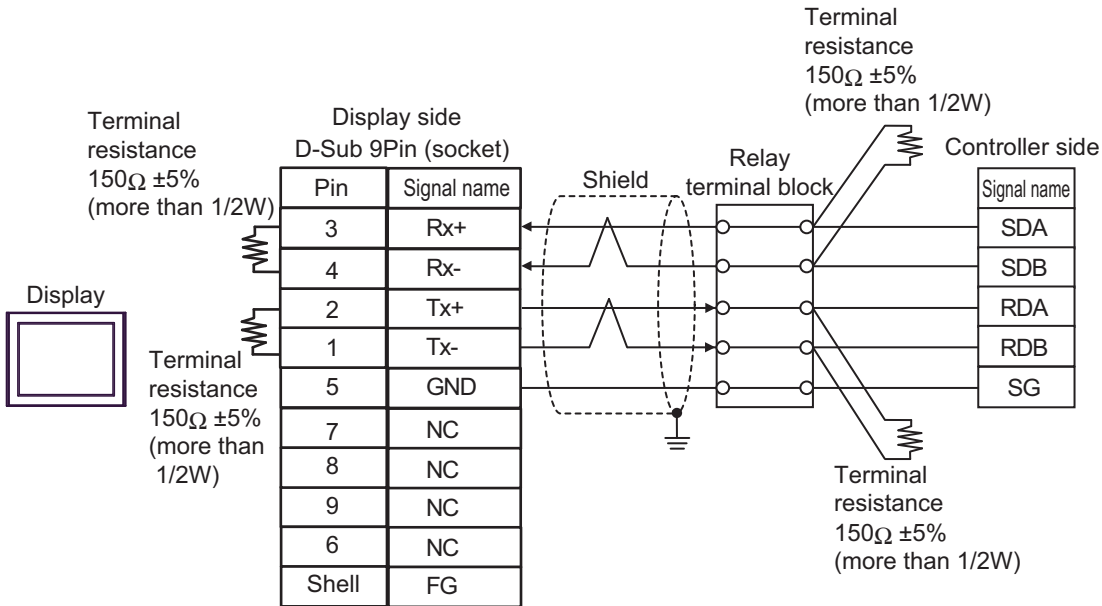 Terminal
resistance
150Ω ±5%
(more than 1/2W)
Terminal
resistance
150Ω ±5%
(more than 1/2W)
Display side
D-Sub 9Pin (socket)
Relay
terminal block
Controller side
Shield
Pin Signal name
3 Rx+
4 Rx-
2 Tx+
1 Tx-
5 GND
7 NC
8 NC
9 NC
6 NC
Shell FG
Signal name
SDA
SDB
RDA
RDB
SG
Display
Terminal
resistance
150Ω ±5%
(more than
1/2W)
Terminal
resistance
150Ω ±5%
(more than 1/2W)